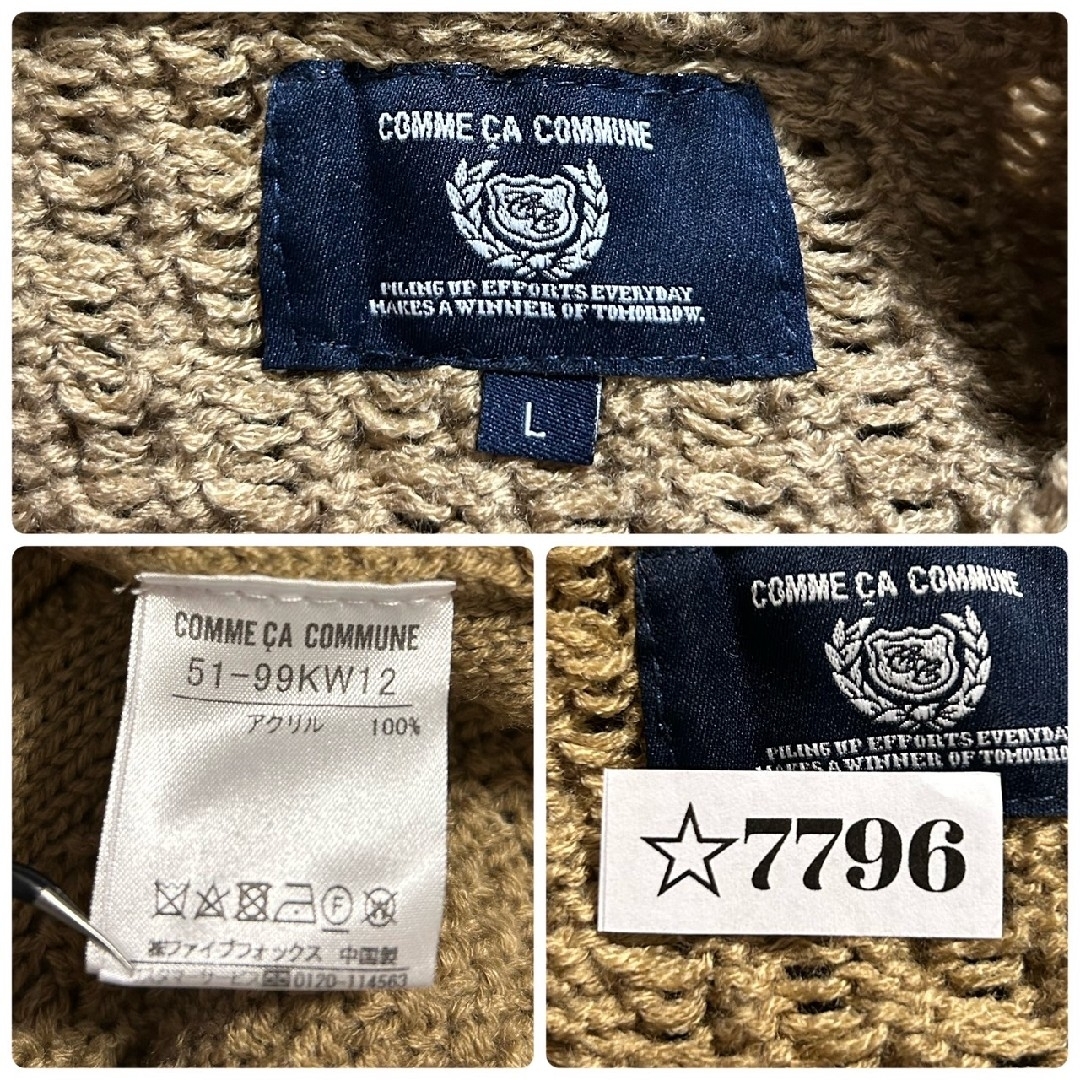 COMME ÇA COMMUNE
PILING UP EFFORTS EVERYDAY
MAKES A WINNER OF TOMORROW.
L
COMME ÇA COMMUNE
51-99KW12
アクリル 100%
F
㈱ファイブフォックス 中国製
0120-114563
COMME ÇA COMMUNE
PILING UP EFFORTS EVERYDA
MAKES A WINNER OF TOMORRO
☆7796